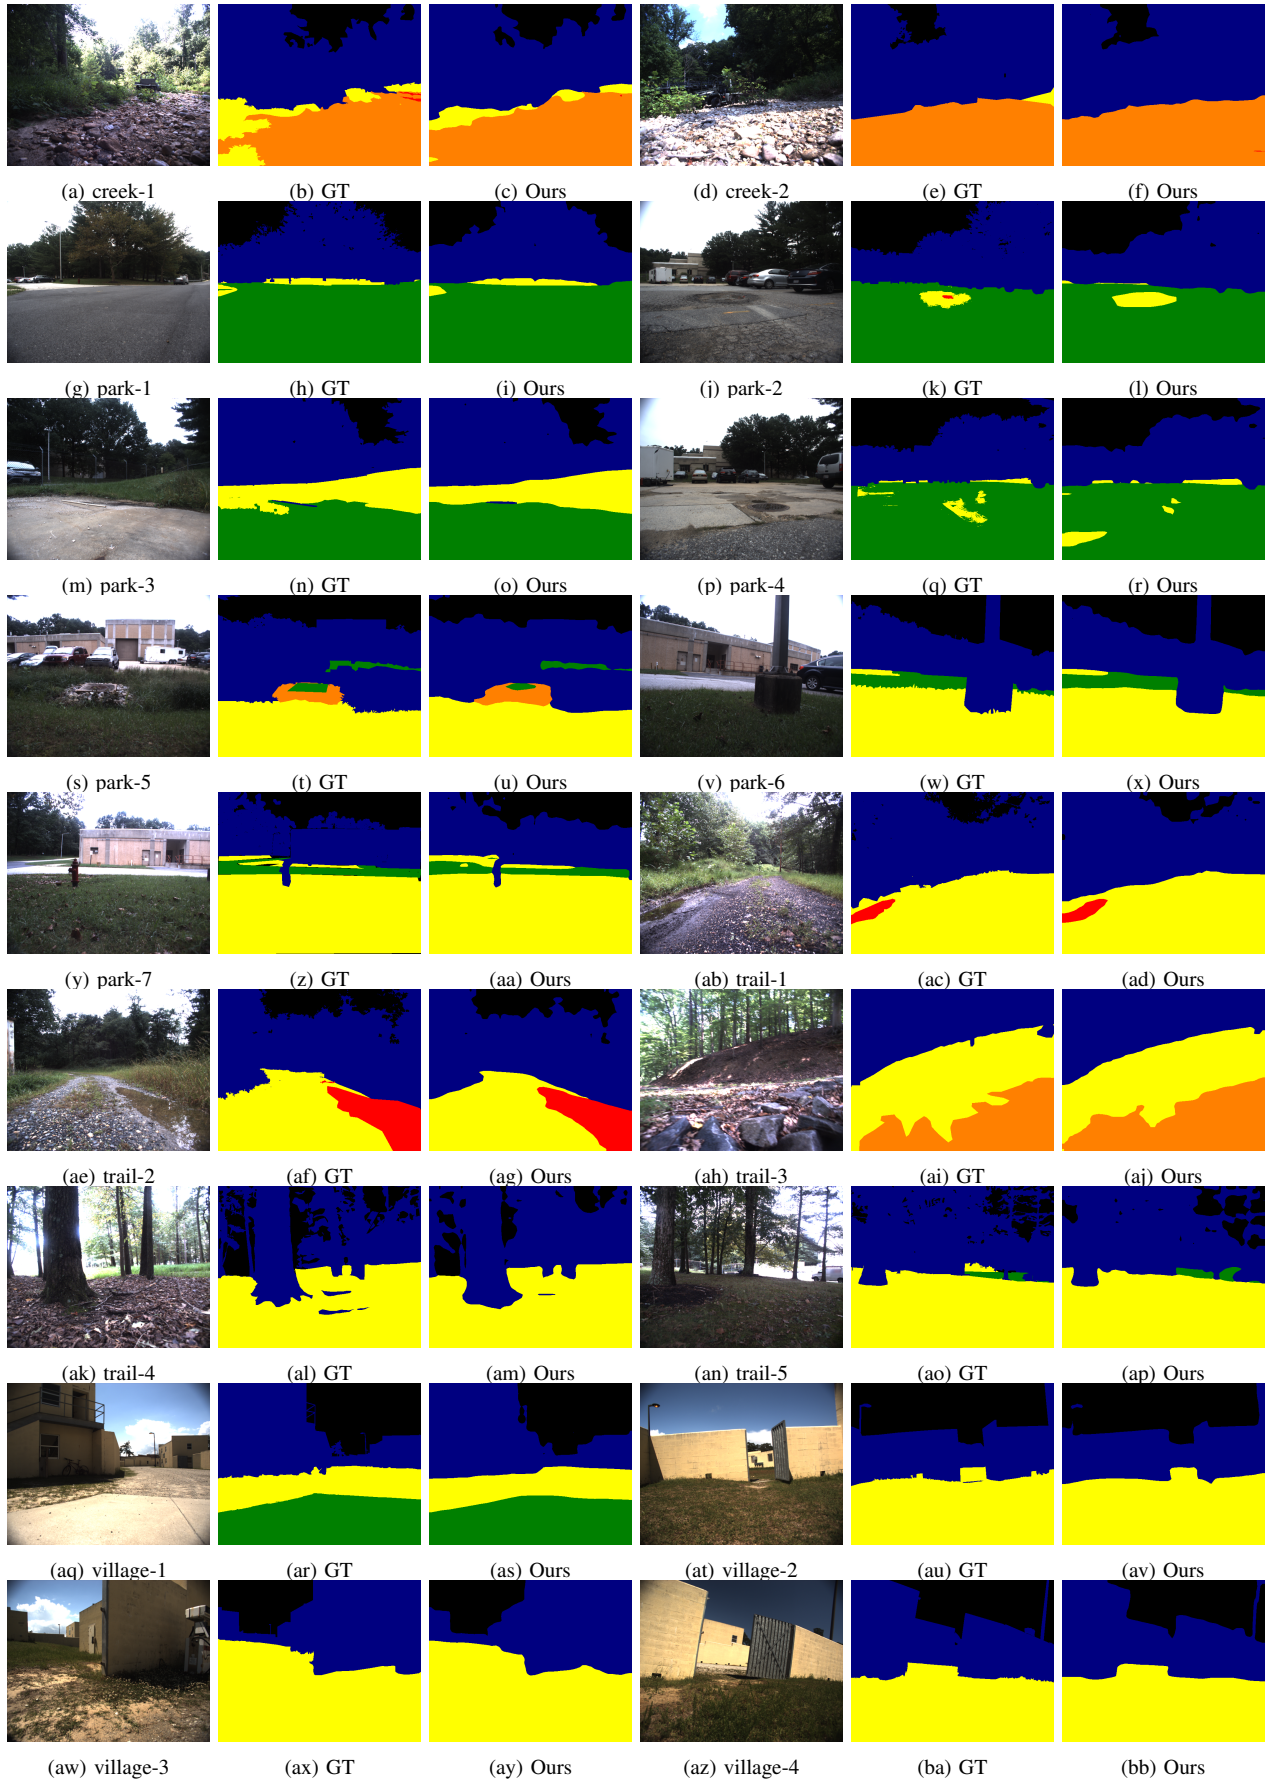 (a) creek-1 (b) GT (c) Ours (d) creek-2 (e) GT (f) Ours
(g) park-1 (h) GT (i) Ours (j) park-2 (k) GT (l) Ours
(m) park-3 (n) GT (o) Ours (p) park-4 (q) GT (r) Ours
(s) park-5 (t) GT (u) Ours (v) park-6 (w) GT (x) Ours
(y) park-7 (z) GT (aa) Ours (ab) trail-1 (ac) GT (ad) Ours
(ae) trail-2 (af) GT (ag) Ours (ah) trail-3 (ai) GT (aj) Ours
(ak) trail-4 (al) GT (am) Ours (an) trail-5 (ao) GT (ap) Ours
(aq) village-1 (ar) GT (as) Ours (at) village-2 (au) GT (av) Ours
(aw) village-3 (ax) GT (ay) Ours (az) village-4 (ba) GT (bb) Ours